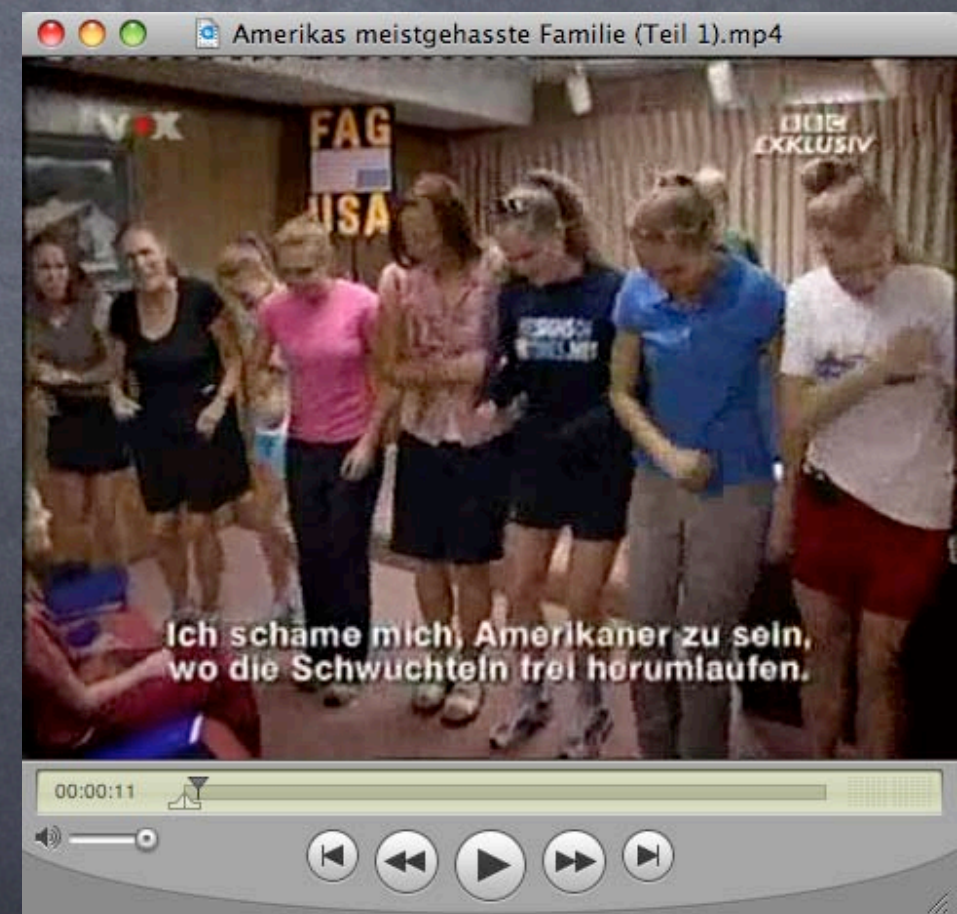 Amerikas meistgehasste Familie (Teil 1).mp4
VOX
BBC
EXKLUSIV
FAG
USA
Ich schäme mich, Amerikaner zu sein,
wo die Schwuchteln frei herumlaufen.
00:00:11